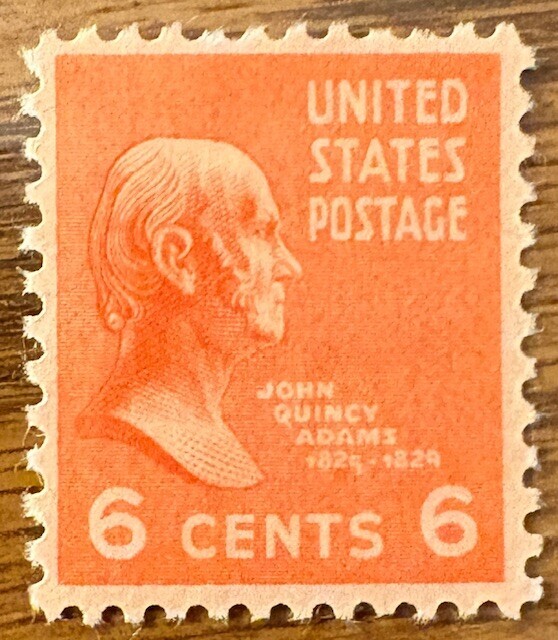 UNITED
STATES
POSTAGE
JOHN
QUINCY
ADAMS
1825-1829
6 CENTS 6